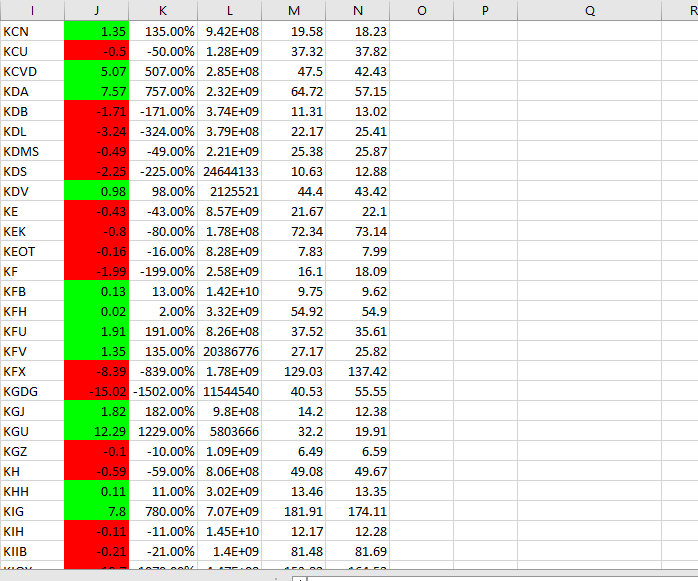 I J K L M N O P Q R
KCN 1.35 135.00% 9.42E+08 19.58 18.23
KCU -0.5 -50.00% 1.28E+09 37.32 37.82
KCVD 5.07 507.00% 2.85E+08 47.5 42.43
KDA 7.57 757.00% 2.32E+09 64.72 57.15
KDB -1.71 -171.00% 3.74E+09 11.31 13.02
KDL -3.24 -324.00% 3.79E+08 22.17 25.41
KDMS -0.49 -49.00% 2.21E+09 25.38 25.87
KDS -2.25 -225.00% 24644133 10.63 12.88
KDV 0.98 98.00% 2125521 44.4 43.42
KE -0.43 -43.00% 8.57E+09 21.67 22.1
KEK -0.8 -80.00% 1.78E+08 72.34 73.14
KEOT -0.16 -16.00% 8.28E+09 7.83 7.99
KF -1.99 -199.00% 2.58E+09 16.1 18.09
KFB 0.13 13.00% 1.42E+10 9.75 9.62
KFH 0.02 2.00% 3.32E+09 54.92 54.9
KFU 1.91 191.00% 8.26E+08 37.52 35.61
KFV 1.35 135.00% 20386776 27.17 25.82
KFX -8.39 -839.00% 1.78E+09 129.03 137.42
KGDG -15.02 -1502.00% 11544540 40.53 55.55
KGJ 1.82 182.00% 9.8E+08 14.2 12.38
KGU 12.29 1229.00% 5803666 32.2 19.91
KGZ -0.1 -10.00% 1.09E+09 6.49 6.59
KH -0.59 -59.00% 8.06E+08 49.08 49.67
KHH 0.11 11.00% 3.02E+09 13.46 13.35
KIG 7.8 780.00% 7.07E+09 181.91 174.11
KIH -0.11 -11.00% 1.45E+10 12.17 12.28
KIIB -0.21 -21.00% 1.4E+09 81.48 81.69